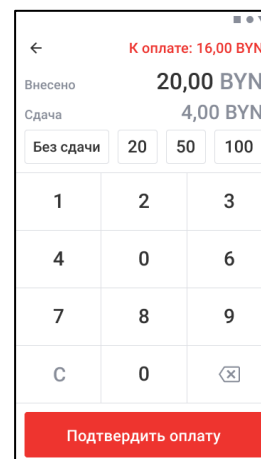 К оплате: 16,00 BYN
Внесено 20,00 BYN
Сдача 4,00 BYN
Без сдачи 20 50 100
1 2 3
4 0 6
7 8 9
C 0
Подтвердить оплату